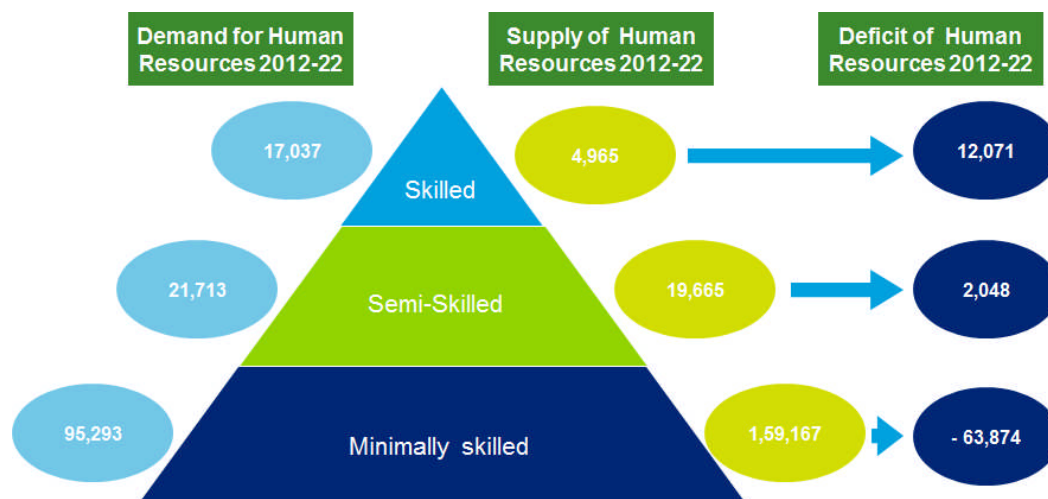 Demand for Human
Resources 2012-22
Supply of Human
Resources 2012-22
Deficit of Human
Resources 2012-22
17,037
Skilled
4,965
12,071
21,713
Semi-Skilled
19,665
2,048
95,293
Minimally skilled
1,59,167
- 63,874